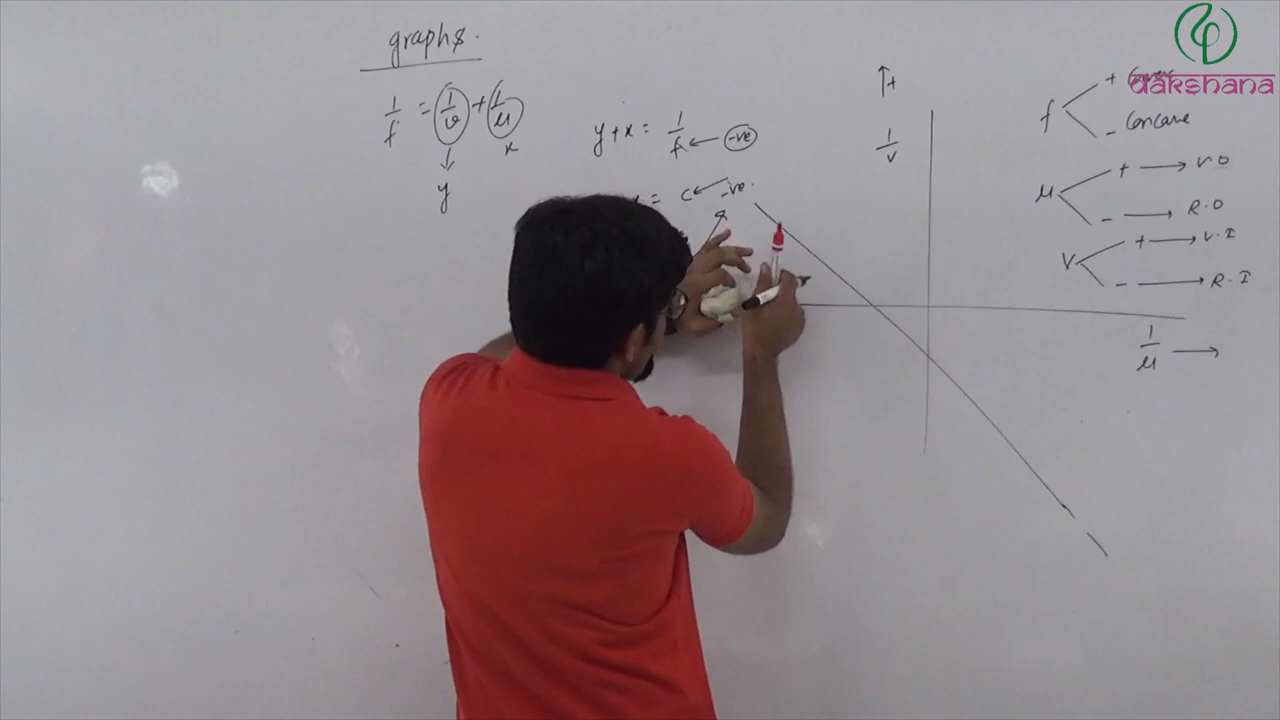 graphs.
1/f = 1/v + 1/u
y
x
y + x = 1/f ← -ve
x = c ← -ve.
↑+
1/v
1/u →
f
+ Convex
- Concave
u
+ → V.O
- → R.O
v
+ → V.I
- → R.I
dakshana